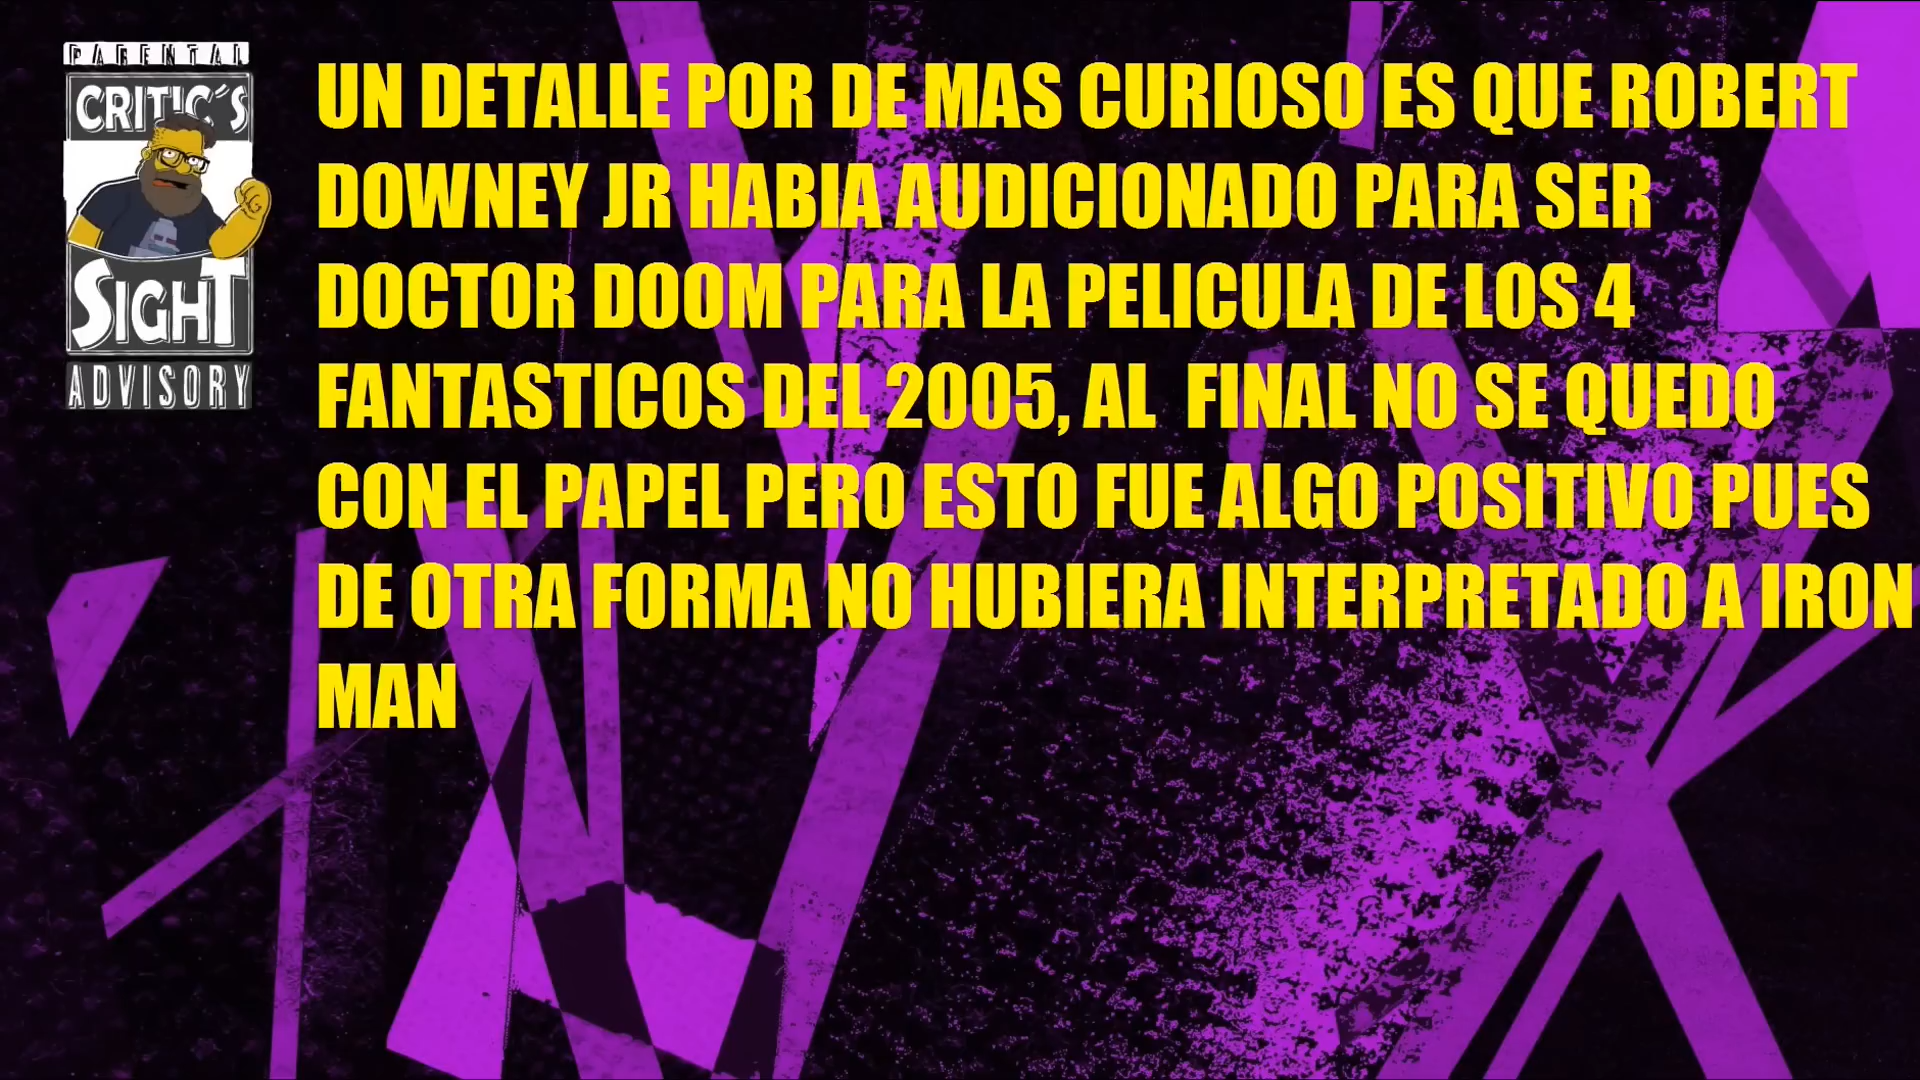 PARENTAL
CRITIC´S
SIGHT
ADVISORY
UN DETALLE POR DE MAS CURIOSO ES QUE ROBERT
DOWNEY JR HABIA AUDICIONADO PARA SER
DOCTOR DOOM PARA LA PELICULA DE LOS 4
FANTASTICOS DEL 2005, AL  FINAL NO SE QUEDO
CON EL PAPEL PERO ESTO FUE ALGO POSITIVO PUES
DE OTRA FORMA NO HUBIERA INTERPRETADO A IRON
MAN